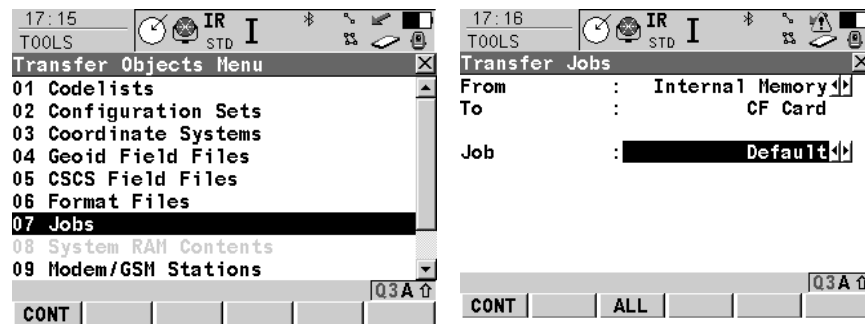 17:15
TOOLS
IR
STD
I
Transfer Objects Menu
01 Codelists
02 Configuration Sets
03 Coordinate Systems
04 Geoid Field Files
05 CSCS Field Files
06 Format Files
07 Jobs
08 System RAM Contents
09 Modem/GSM Stations
Q3A
CONT
17:16
TOOLS
IR
STD
I
Transfer Jobs
From : Internal Memory
To : CF Card
Job : Default
Q3A
CONT ALL